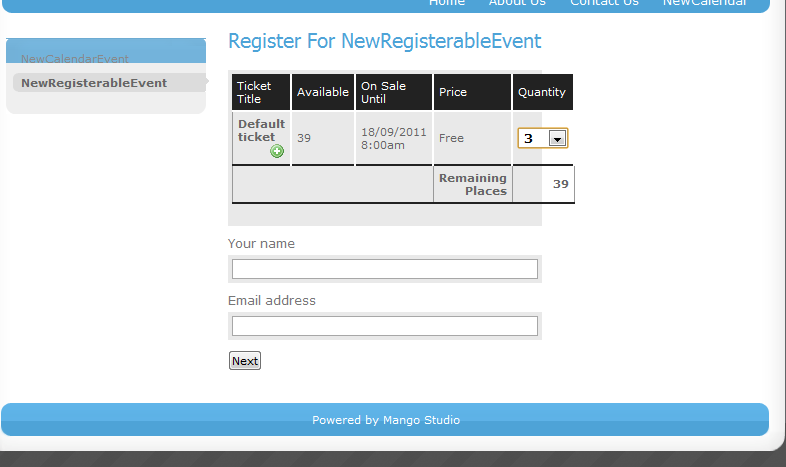 Home About Us Contact Us NewCalendar
Register For NewRegisterableEvent
NewCalendarEvent
NewRegisterableEvent
Ticket Title Available On Sale Until Price Quantity
Default ticket 39 18/09/2011 8:00am Free 3
Remaining Places 39
Your name
Email address
Next
Powered by Mango Studio